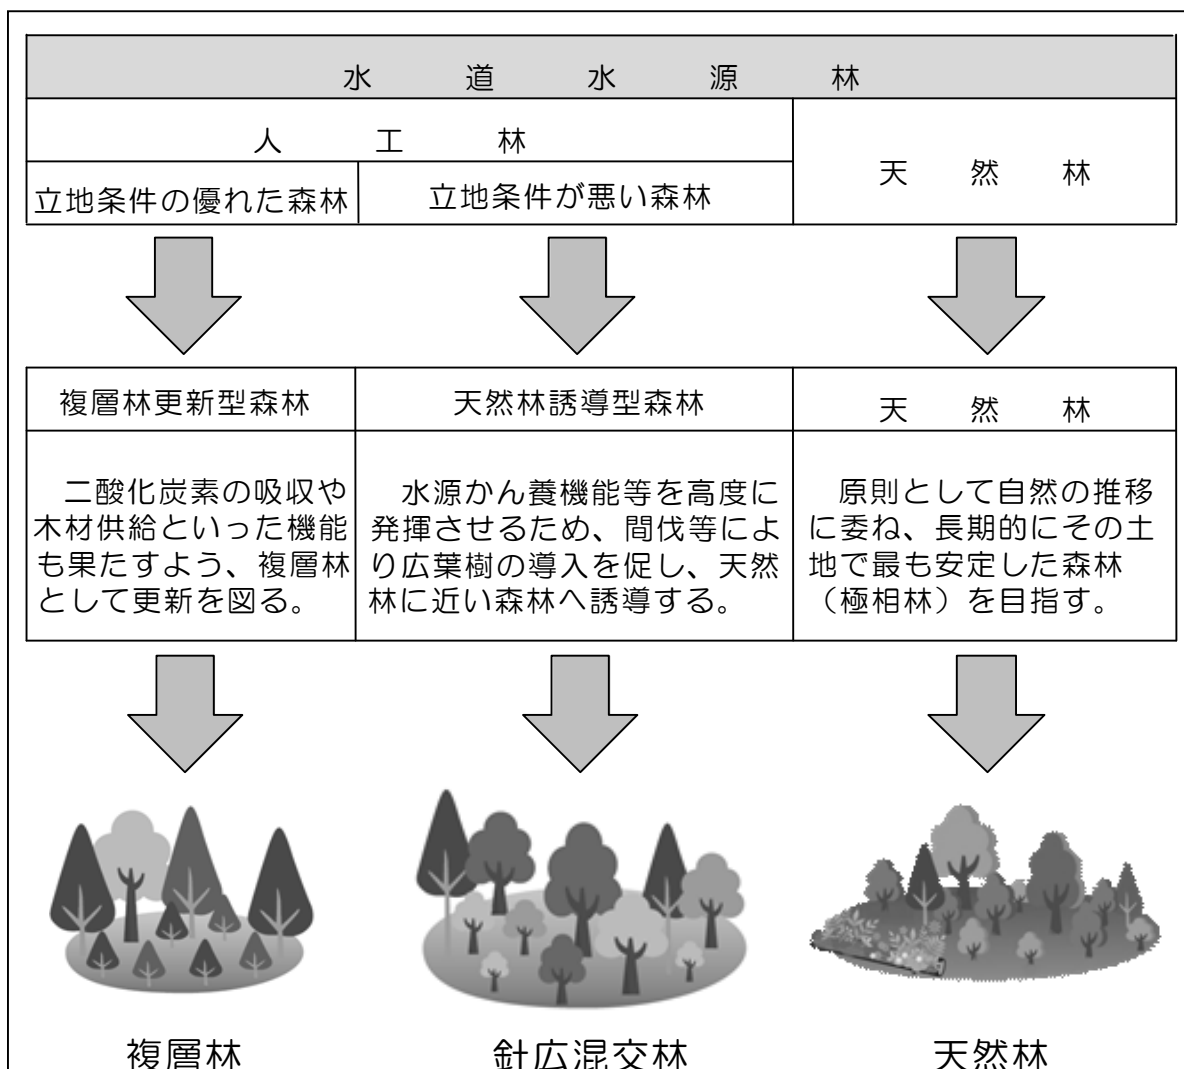 水道水源林
人工林
天然林
立地条件の優れた森林
立地条件が悪い森林
複層林更新型森林
天然林誘導型森林
天然林
二酸化炭素の吸収や
木材供給といった機能
も果たすよう、複層林
として更新を図る。
水源かん養機能等を高度に
発揮させるため、間伐等によ
り広葉樹の導入を促し、天然
林に近い森林へ誘導する。
原則として自然の推移
に委ね、長期的にその土
地で最も安定した森林
（極相林）を目指す。
複層林
針広混交林
天然林